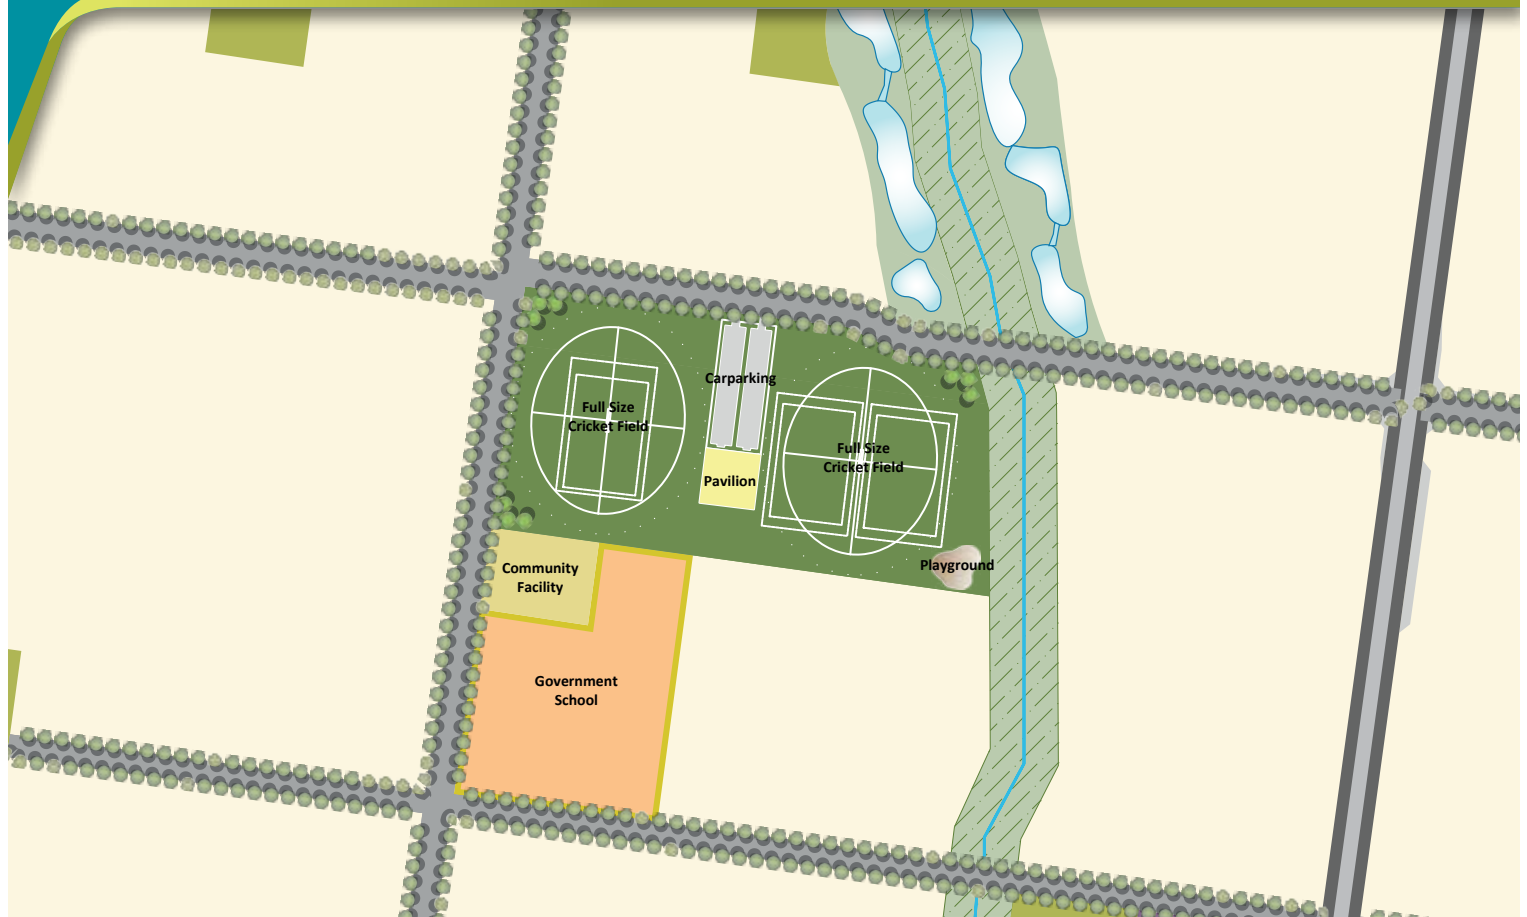 Carparking
Full Size
Cricket Field
Full Size
Cricket Field
Pavilion
Playground
Community
Facility
Government
School